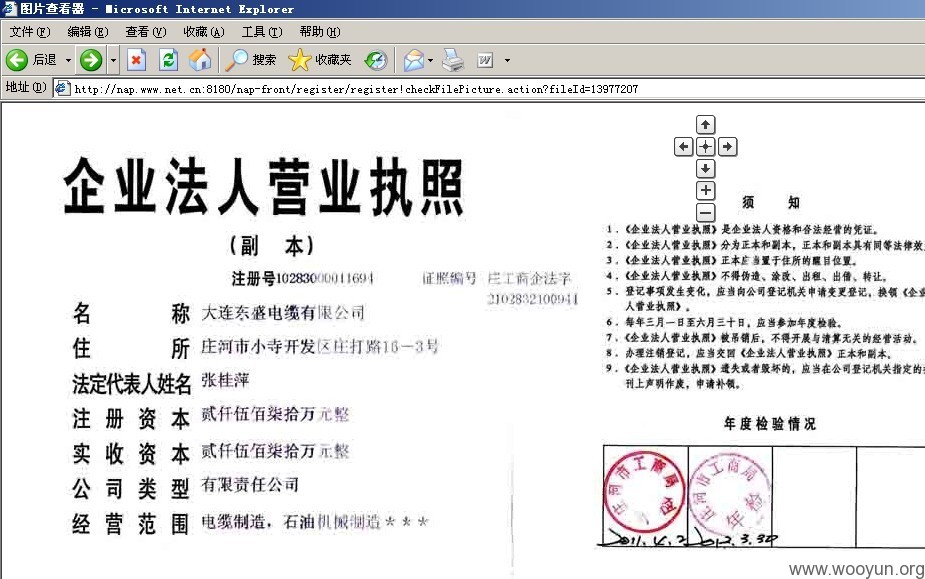 图片查看器 - Microsoft Internet Explorer
文件(F) 编辑(E) 查看(V) 收藏(A) 工具(T) 帮助(H)
后退 搜索 收藏夹
地址(D) http://nap.www.net.cn:8180/nap-front/register/register!checkFilePicture.action?fileId=13977207
企业法人营业执照
(副 本)
注册号10283000011694 证照编号 庄工商企法字
2102832100941
名 称 大连东盛电缆有限公司
住 所 庄河市小寺开发区庄打路16-3号
法定代表人姓名 张桂萍
注 册 资 本 贰仟伍佰柒拾万元整
实 收 资 本 贰仟伍佰柒拾万元整
公 司 类 型 有限责任公司
经 营 范 围 电缆制造，石油机械制造***
须 知
1．《企业法人营业执照》是企业法人资格和合法经营的凭证。
2．《企业法人营业执照》分为正本和副本，正本和副本具有同等法律效
3．《企业法人营业执照》正本应当置于住所的醒目位置。
4．《企业法人营业执照》不得伪造、涂改、出租、出借、转让。
5．登记事项发生变化，应当向公司登记机关申请变更登记，换领《企业
人营业执照》。
6．每年三月一日至六月三十日，应当参加年度检验。
7．《企业法人营业执照》被吊销后，不得开展与清算无关的经营活动。
8．办理注销登记，应当交回《企业法人营业执照》正本和副本。
9．《企业法人营业执照》遗失或者毁坏的，应当在公司登记机关指定的
刊上声明作废，申请补领。
年度检验情况
庄河市工商局
庄河市工商局 年检
2011.4.2 2012.3.30
www.wooyun.org